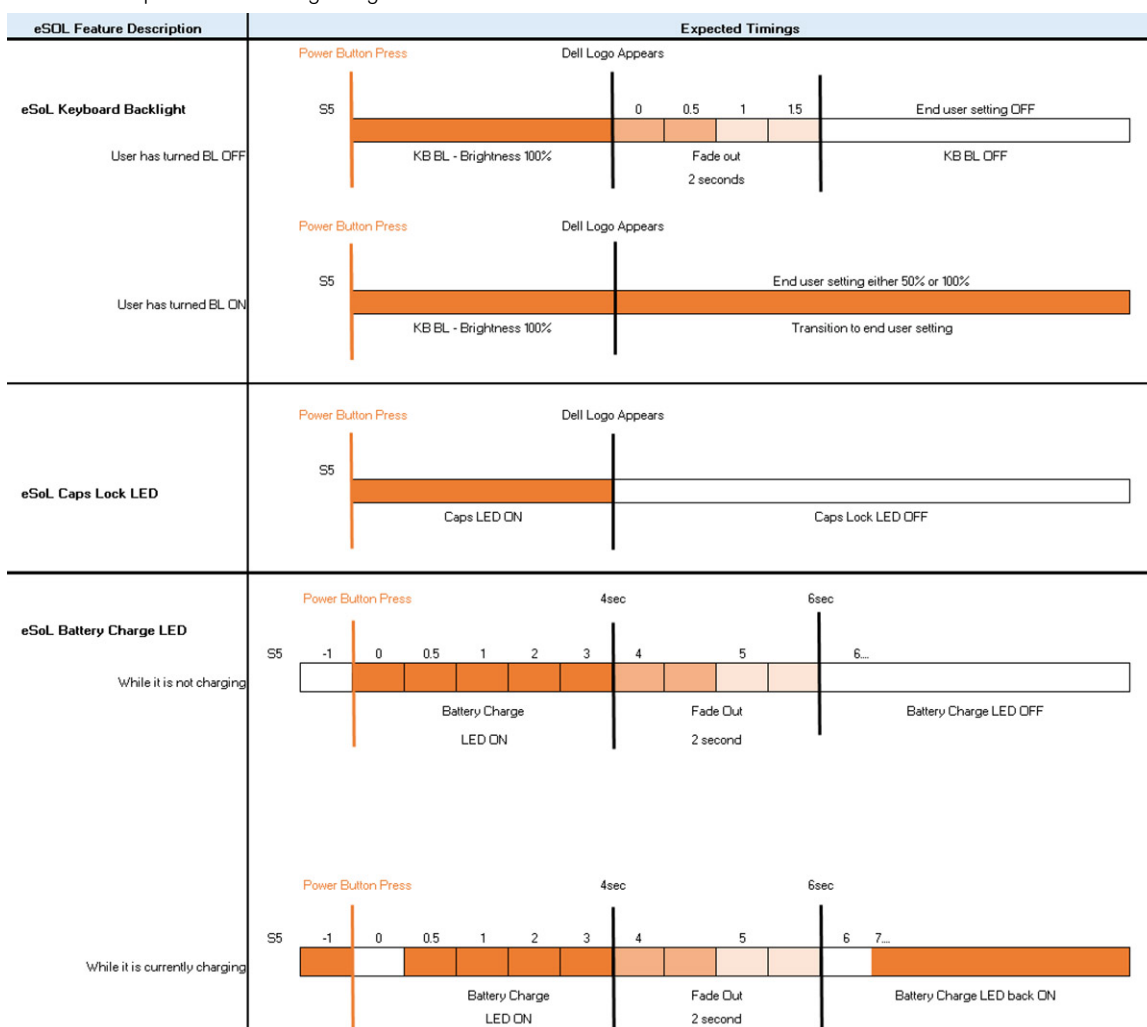 eSOL Feature Description Expected Timings
Power Button Press Dell Logo Appears
eSoL Keyboard Backlight S5 0 0.5 1 1.5 End user setting OFF
User has turned BL OFF KB BL - Brightness 100% Fade out KB BL OFF
2 seconds
Power Button Press Dell Logo Appears
S5 End user setting either 50% or 100%
User has turned BL ON
KB BL - Brightness 100% Transition to end user setting
Power Button Press Dell Logo Appears
S5
eSoL Caps Lock LED
Caps LED ON Caps Lock LED OFF
Power Button Press 4sec 6sec
eSoL Battery Charge LED
S5 -1 0 0.5 1 2 3 4 5 6....
While it is not charging
Battery Charge Fade Out Battery Charge LED OFF
LED ON 2 second
Power Button Press 4sec 6sec
S5 -1 0 0.5 1 2 3 4 5 6 7....
While it is currently charging
Battery Charge Fade Out Battery Charge LED back ON
LED ON 2 second